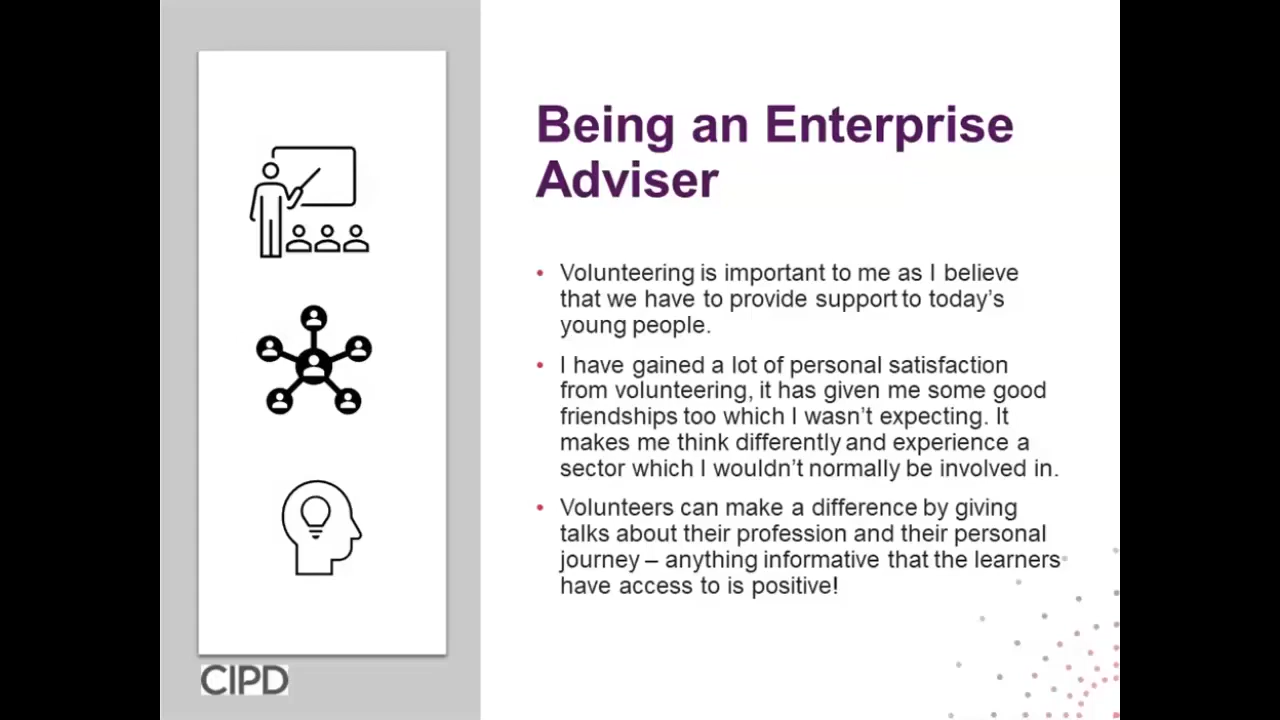 Being an Enterprise
Adviser
• Volunteering is important to me as I believe
that we have to provide support to today’s
young people.
• I have gained a lot of personal satisfaction
from volunteering, it has given me some good
friendships too which I wasn’t expecting. It
makes me think differently and experience a
sector which I wouldn’t normally be involved in.
• Volunteers can make a difference by giving
talks about their profession and their personal
journey – anything informative that the learners
have access to is positive!
CIPD